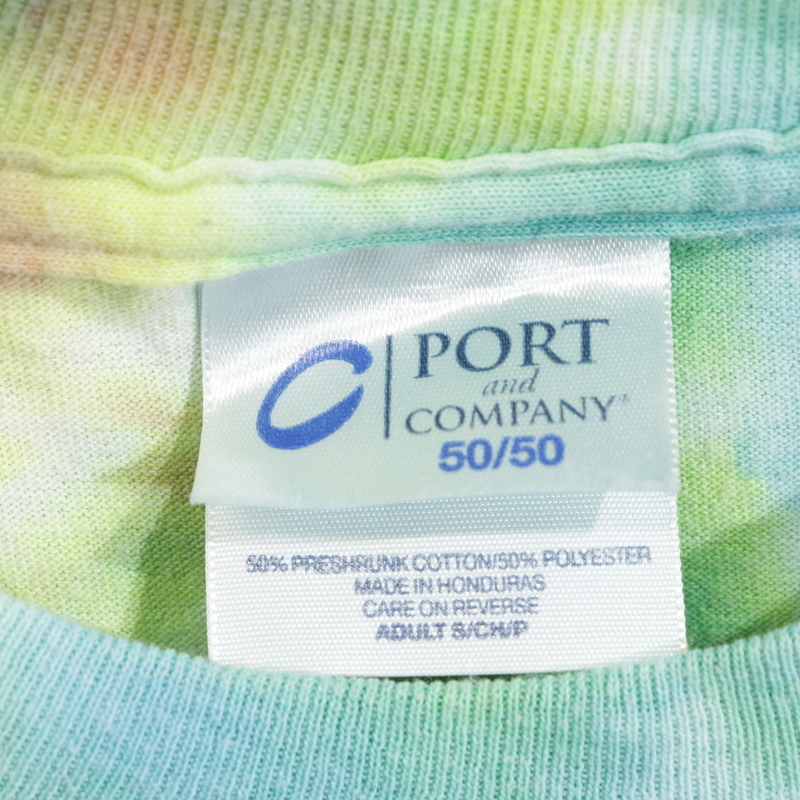 PORT
and
COMPANY®
50/50
50% PRESHRUNK COTTON/50% POLYESTER
MADE IN HONDURAS
CARE ON REVERSE
ADULT S/CH/P